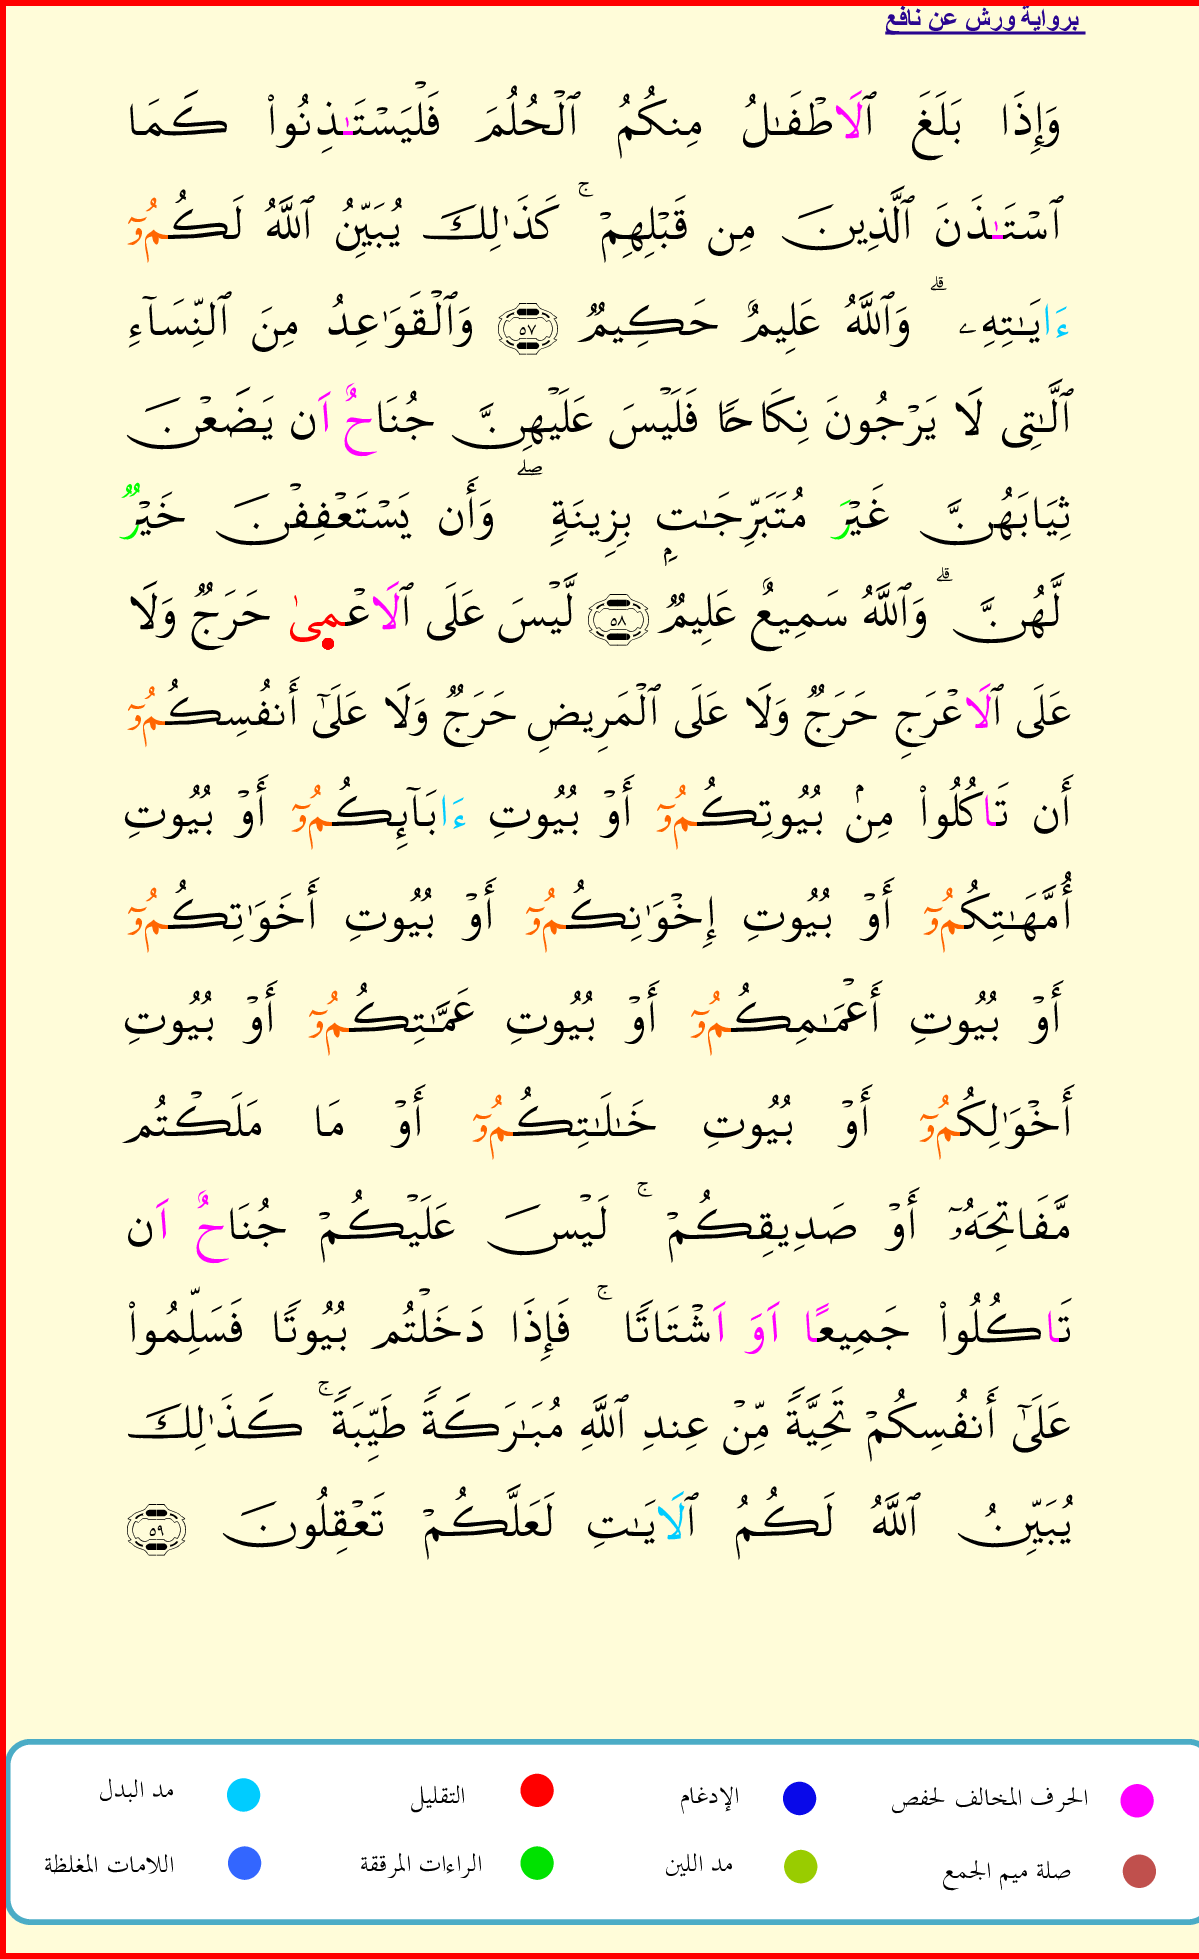 برواية ورش عن نافع
وَإِذَا بَلَغَ ٱلَاطْفَٰلُ مِنكُمُ ٱلْحُلُمَ فَلْيَسْتَٰذِنُواْ كَمَا
ٱسْتَٰذَنَ ٱلَّذِينَ مِن قَبْلِهِمْ ۚ كَذَٰلِكَ يُبَيِّنُ ٱللَّهُ لَكُمُۥٓ
ءَايَٰتِهِۦ ۗ وَٱللَّهُ عَلِيمٌ حَكِيمٌ ٥٧ وَٱلْقَوَٰعِدُ مِنَ ٱلنِّسَآءِ
ٱلَّٰتِى لَا يَرْجُونَ نِكَاحًا فَلَيْسَ عَلَيْهِنَّ جُنَاحٌ اَن يَضَعْنَ
ثِيَابَهُنَّ غَيْرَ مُتَبَرِّجَٰتٍۭ بِزِينَةٍ ۖ وَأَن يَسْتَعْفِفْنَ خَيْرٌ
لَّهُنَّ ۗ وَٱللَّهُ سَمِيعٌ عَلِيمٌ ٥٨ لَّيْسَ عَلَى ٱلَاعْمِىٰ حَرَجٌ وَلَا
عَلَى ٱلَاعْرَجِ حَرَجٌ وَلَا عَلَى ٱلْمَرِيضِ حَرَجٌ وَلَا عَلَىٰٓ أَنفُسِكُمُۥٓ
أَن تَاكُلُواْ مِنۢ بُيُوتِكُمُۥٓ أَوْ بُيُوتِ ءَابَآئِكُمُۥٓ أَوْ بُيُوتِ
أُمَّهَٰتِكُمُۥٓ أَوْ بُيُوتِ إِخْوَٰنِكُمُۥٓ أَوْ بُيُوتِ أَخَوَٰتِكُمُۥٓ
أَوْ بُيُوتِ أَعْمَٰمِكُمُۥٓ أَوْ بُيُوتِ عَمَّٰتِكُمُۥٓ أَوْ بُيُوتِ
أَخْوَٰلِكُمُۥٓ أَوْ بُيُوتِ خَٰلَٰتِكُمُۥٓ أَوْ مَا مَلَكْتُم
مَّفَاتِحَهُۥٓ أَوْ صَدِيقِكُمْ ۚ لَيْسَ عَلَيْكُمْ جُنَاحٌ اَن
تَاكُلُواْ جَمِيعًا اَوَ اَشْتَاتًا ۚ فَإِذَا دَخَلْتُم بُيُوتًا فَسَلِّمُواْ
عَلَىٰٓ أَنفُسِكُمْ تَحِيَّةً مِّنْ عِندِ ٱللَّهِ مُبَٰرَكَةً طَيِّبَةً ۚ كَذَٰلِكَ
يُبَيِّنُ ٱللَّهُ لَكُمُ ٱلَايَٰتِ لَعَلَّكُمْ تَعْقِلُونَ ٥٩
الحرف المخالف لحفص الإدغام التقليل مد البدل
صلة ميم الجمع مد اللين الراءات المرققة اللامات المغلظة